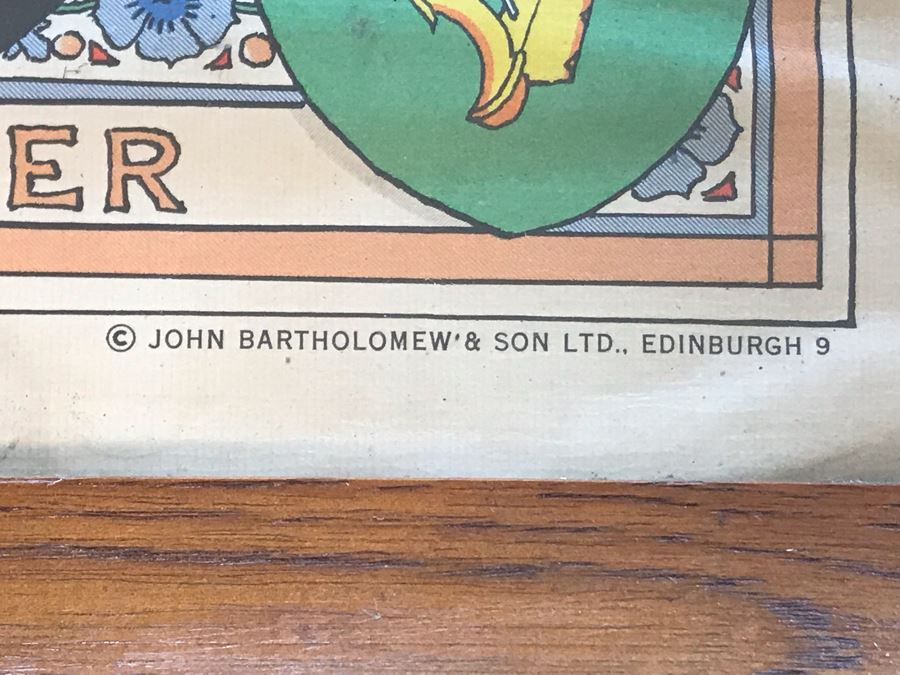 ER
© JOHN BARTHOLOMEW & SON LTD., EDINBURGH 9